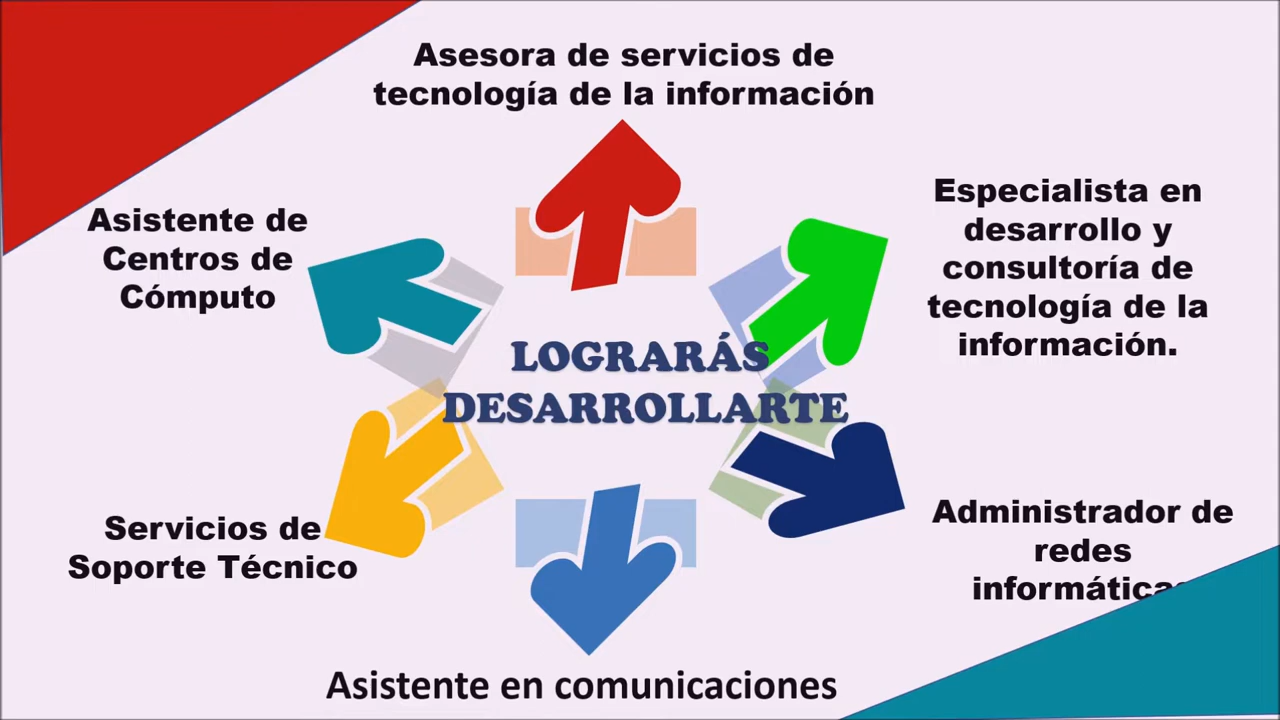 Asesora de servicios de
tecnología de la información
Asistente de
Centros de
Cómputo
Especialista en
desarrollo y
consultoría de
tecnología de la
información.
LOGRARÁS
DESARROLLARTE
Servicios de
Soporte Técnico
Administrador de
redes
informáticas
Asistente en comunicaciones